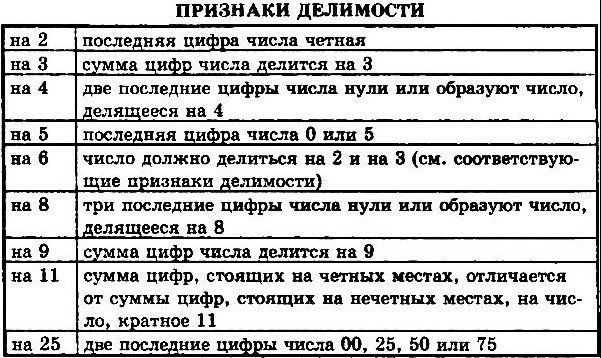 ПРИЗНАКИ ДЕЛИМОСТИ
на 2 последняя цифра числа четная
на 3 сумма цифр числа делится на 3
на 4 две последние цифры числа нули или образуют число,
делящееся на 4
на 5 последняя цифра числа 0 или 5
на 6 число должно делиться на 2 и на 3 (см. соответствую-
щие признаки делимости)
на 8 три последние цифры числа нули или образуют число,
делящееся на 8
на 9 сумма цифр числа делится на 9
на 11 сумма цифр, стоящих на четных местах, отличается
от суммы цифр, стоящих на нечетных местах, на чис-
ло, кратное 11
на 25 две последние цифры числа 00, 25, 50 или 75